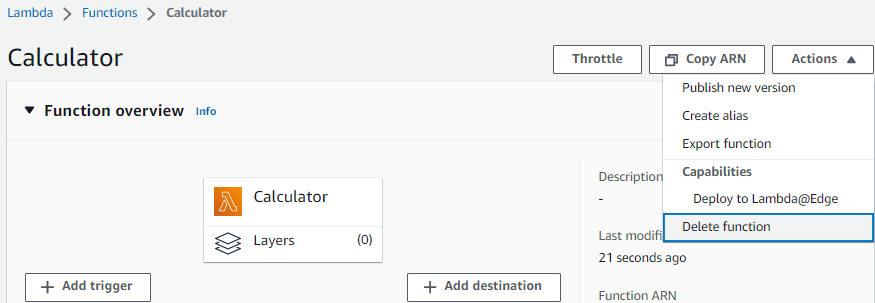 Lambda > Functions > Calculator
Calculator
Throttle
Copy ARN
Actions
Publish new version
Create alias
Export function
Capabilities
Deploy to Lambda@Edge
Delete function
Function overview Info
Calculator
Layers (0)
Add trigger
Add destination
Description
-
Last modifi
21 seconds ago
Function ARN